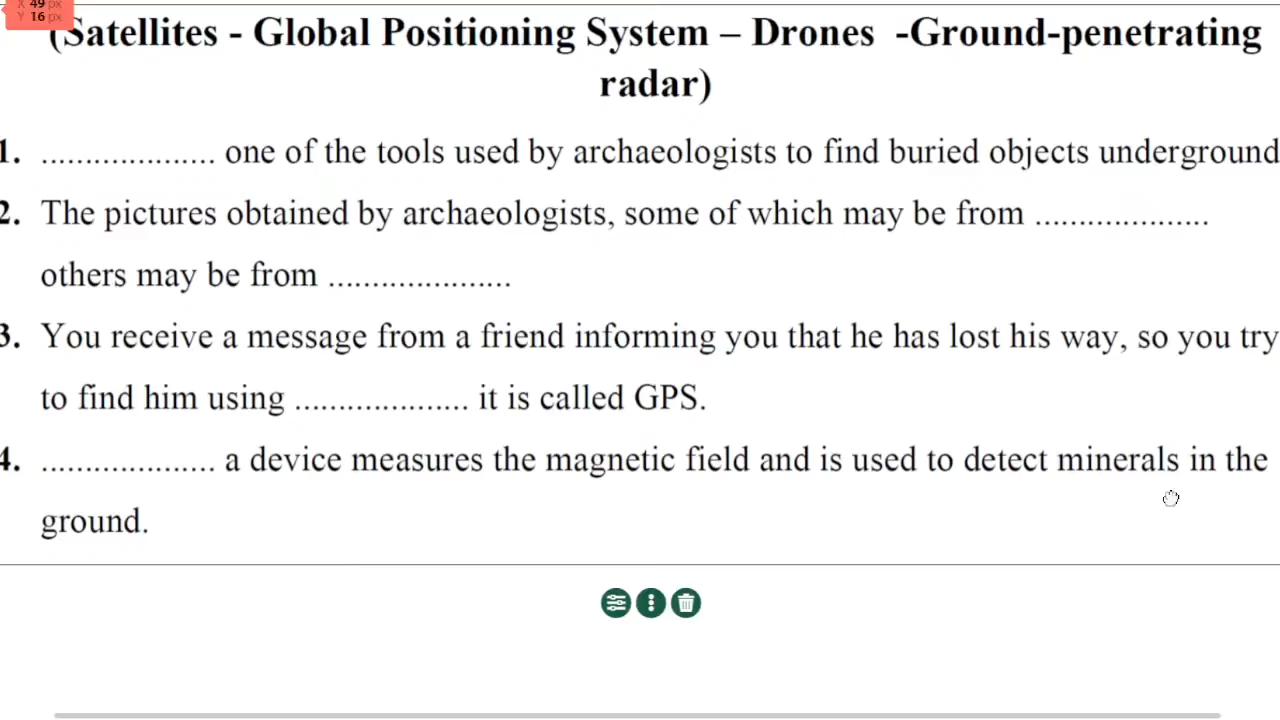 X 49 px
Y 16 px
(Satellites - Global Positioning System – Drones -Ground-penetrating
radar)
1. .................... one of the tools used by archaeologists to find buried objects underground
2. The pictures obtained by archaeologists, some of which may be from ....................
others may be from .....................
3. You receive a message from a friend informing you that he has lost his way, so you try
to find him using .................... it is called GPS.
4. .................... a device measures the magnetic field and is used to detect minerals in the
ground.